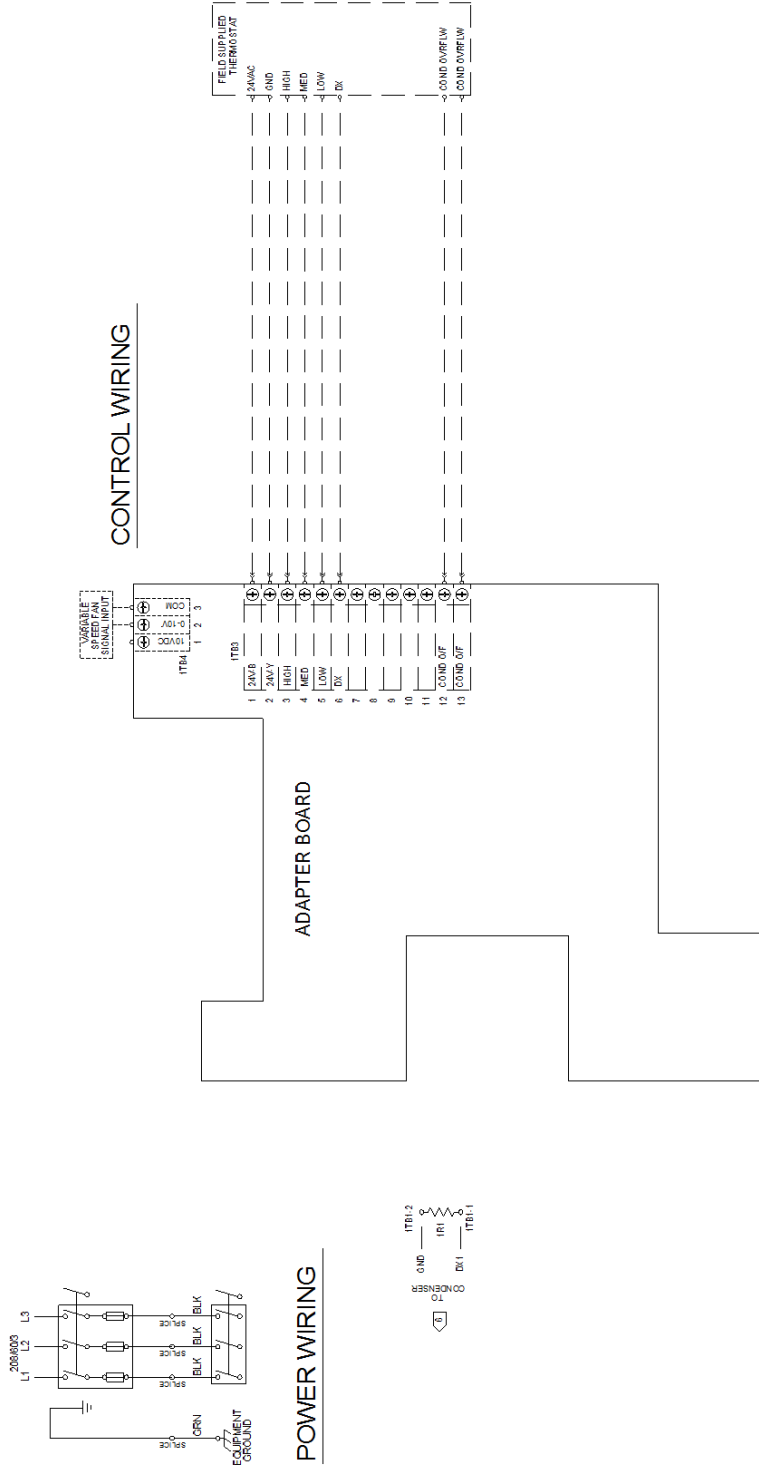 FIELD SUPPLIED
THERMOSTAT
24VAC
GND
HIGH
MED
LOW
DX
COND OVRFLW
COND OVRFLW
CONTROL WIRING
VARIABLE
SPEED FAN
SIGNAL INPUT
10VDC
0-10V
COM
1
2
3
1TB4
1TB3
1 24V-B
2 24V-Y
3 HIGH
4 MED
5 LOW
6 DX
7
8
9
10
11
12 COND O/F
13 COND O/F
ADAPTER BOARD
208/60/3
L1
L2
L3
SPLICE
SPLICE
SPLICE
SPLICE
BLK
BLK
BLK
GRN
EQUIPMENT
GROUND
POWER WIRING
1TB1-2
1R1
1TB1-1
GND
DX1
TO
CONDENSER
6